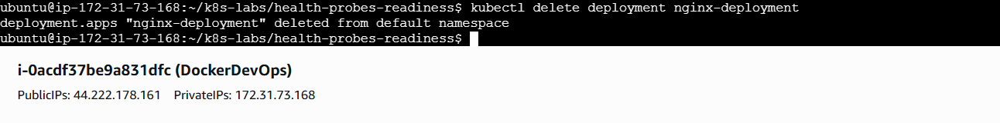 ubuntu@ip-172-31-73-168:~/k8s-labs/health-probes-readiness$ kubectl delete deployment nginx-deployment
deployment.apps "nginx-deployment" deleted from default namespace
ubuntu@ip-172-31-73-168:~/k8s-labs/health-probes-readiness$
i-0acdf37be9a831dfc (DockerDevOps)
PublicIPs: 44.222.178.161 PrivateIPs: 172.31.73.168